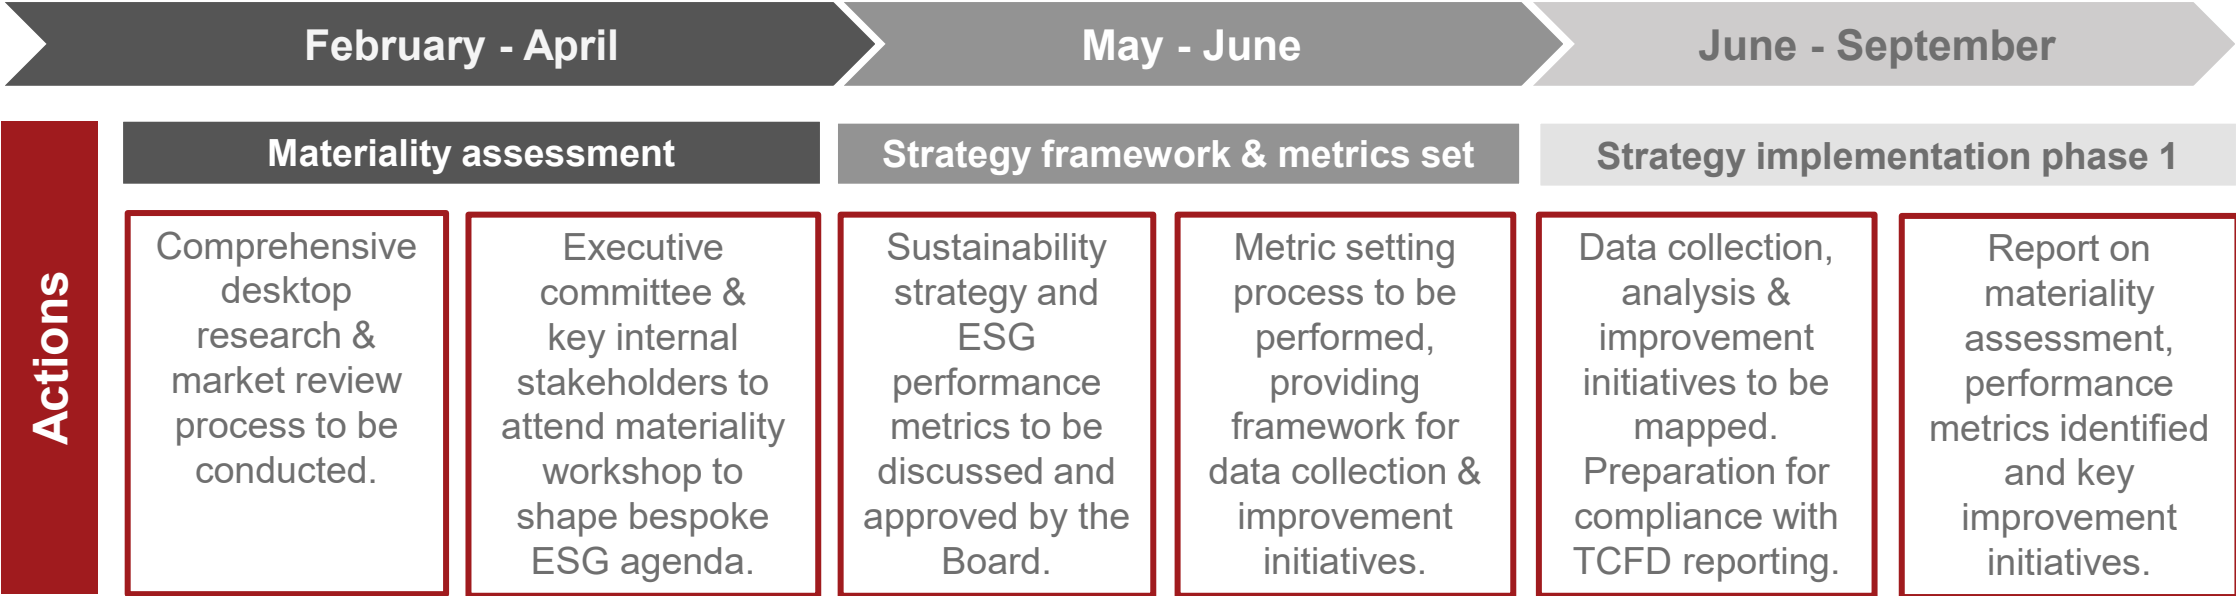 February - April
May - June
June - September
Actions
Materiality assessment
Strategy framework & metrics set
Strategy implementation phase 1
Comprehensive
desktop
research &
market review
process to be
conducted.
Executive
committee &
key internal
stakeholders to
attend materiality
workshop to
shape bespoke
ESG agenda.
Sustainability
strategy and
ESG
performance
metrics to be
discussed and
approved by the
Board.
Metric setting
process to be
performed,
providing
framework for
data collection &
improvement
initiatives.
Data collection,
analysis &
improvement
initiatives to be
mapped.
Preparation for
compliance with
TCFD reporting.
Report on
materiality
assessment,
performance
metrics identified
and key
improvement
initiatives.